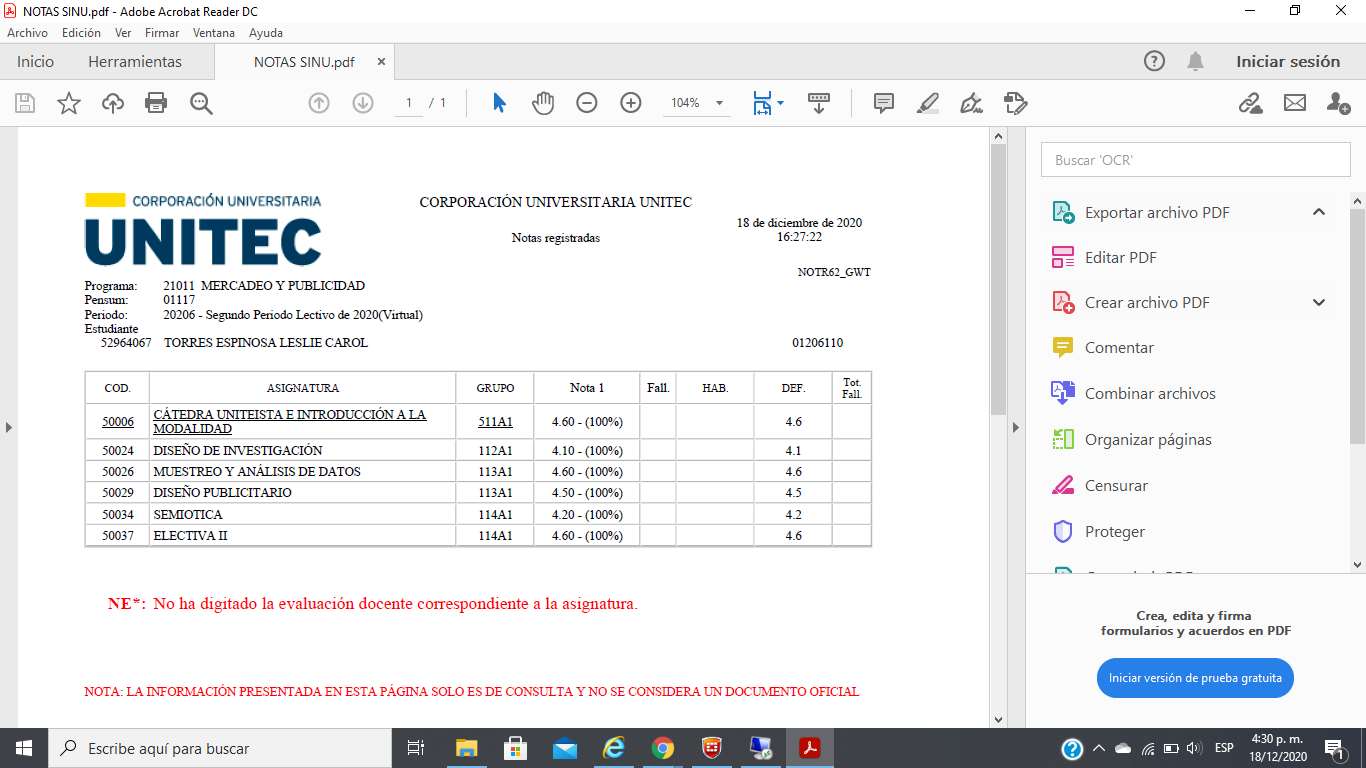 NOTAS SINU.pdf - Adobe Acrobat Reader DC
Archivo Edición Ver Firmar Ventana Ayuda
Inicio Herramientas NOTAS SINU.pdf × Iniciar sesión
1 / 1 104%
CORPORACIÓN UNIVERSITARIA
UNITEC
CORPORACIÓN UNIVERSITARIA UNITEC
18 de diciembre de 2020
Notas registradas 16:27:22
NOTR62_GWT
Programa: 21011 MERCADEO Y PUBLICIDAD
Pensum: 01117
Periodo: 20206 - Segundo Periodo Lectivo de 2020(Virtual)
Estudiante
52964067 TORRES ESPINOSA LESLIE CAROL 01206110
COD. ASIGNATURA GRUPO Nota 1 Fall. HAB. DEF. Tot. Fall.
50006 CÁTEDRA UNITEISTA E INTRODUCCIÓN A LA MODALIDAD 511A1 4.60 - (100%) 4.6
50024 DISEÑO DE INVESTIGACIÓN 112A1 4.10 - (100%) 4.1
50026 MUESTREO Y ANÁLISIS DE DATOS 113A1 4.60 - (100%) 4.6
50029 DISEÑO PUBLICITARIO 113A1 4.50 - (100%) 4.5
50034 SEMIOTICA 114A1 4.20 - (100%) 4.2
50037 ELECTIVA II 114A1 4.60 - (100%) 4.6
NE*: No ha digitado la evaluación docente correspondiente a la asignatura.
NOTA: LA INFORMACIÓN PRESENTADA EN ESTA PÁGINA SOLO ES DE CONSULTA Y NO SE CONSIDERA UN DOCUMENTO OFICIAL
Buscar 'OCR'
Exportar archivo PDF
Editar PDF
Crear archivo PDF
Comentar
Combinar archivos
Organizar páginas
Censurar
Proteger
Crea, edita y firma
formularios y acuerdos en PDF
Iniciar versión de prueba gratuita
Escribe aquí para buscar
ESP
4:30 p. m.
18/12/2020
1